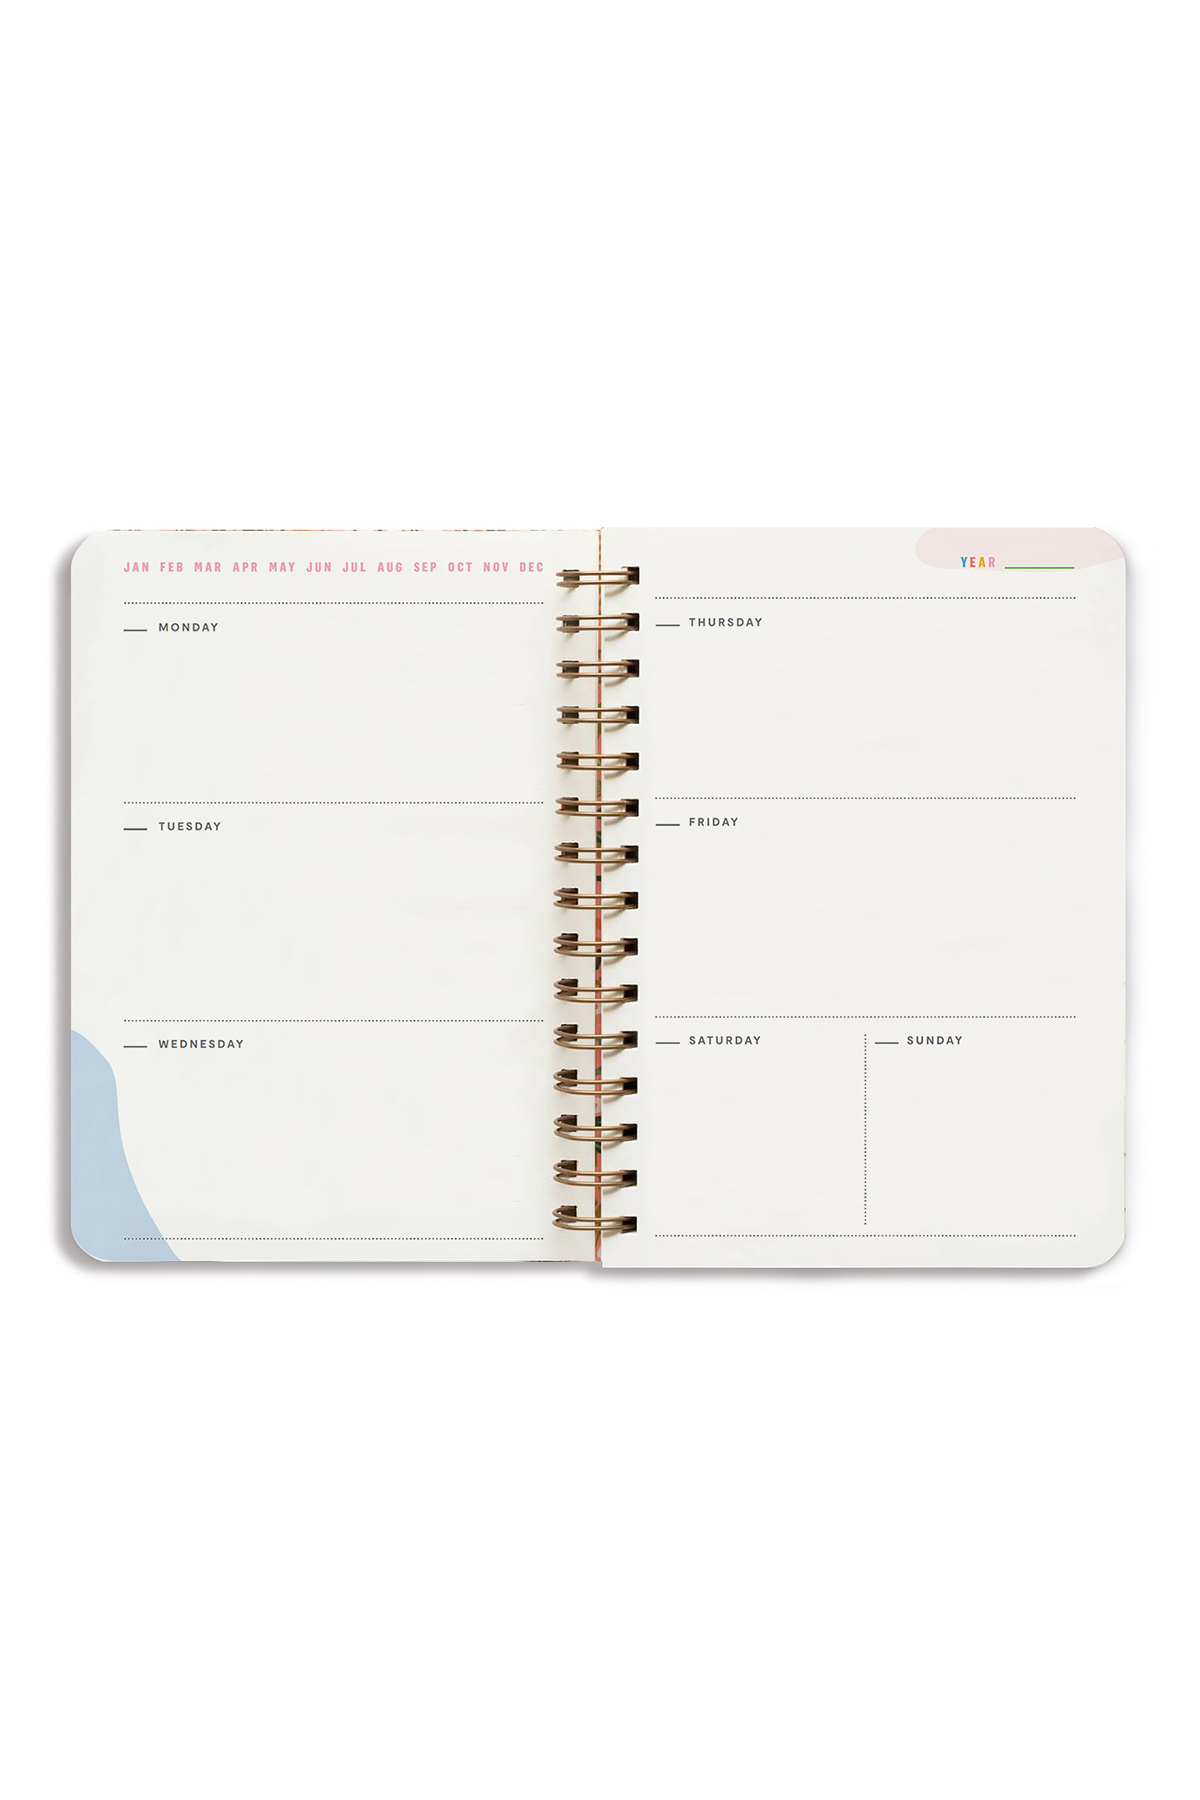 JAN FEB MAR APR MAY JUN JUL AUG SEP OCT NOV DEC
MONDAY
TUESDAY
WEDNESDAY
YEAR
THURSDAY
FRIDAY
SATURDAY
SUNDAY